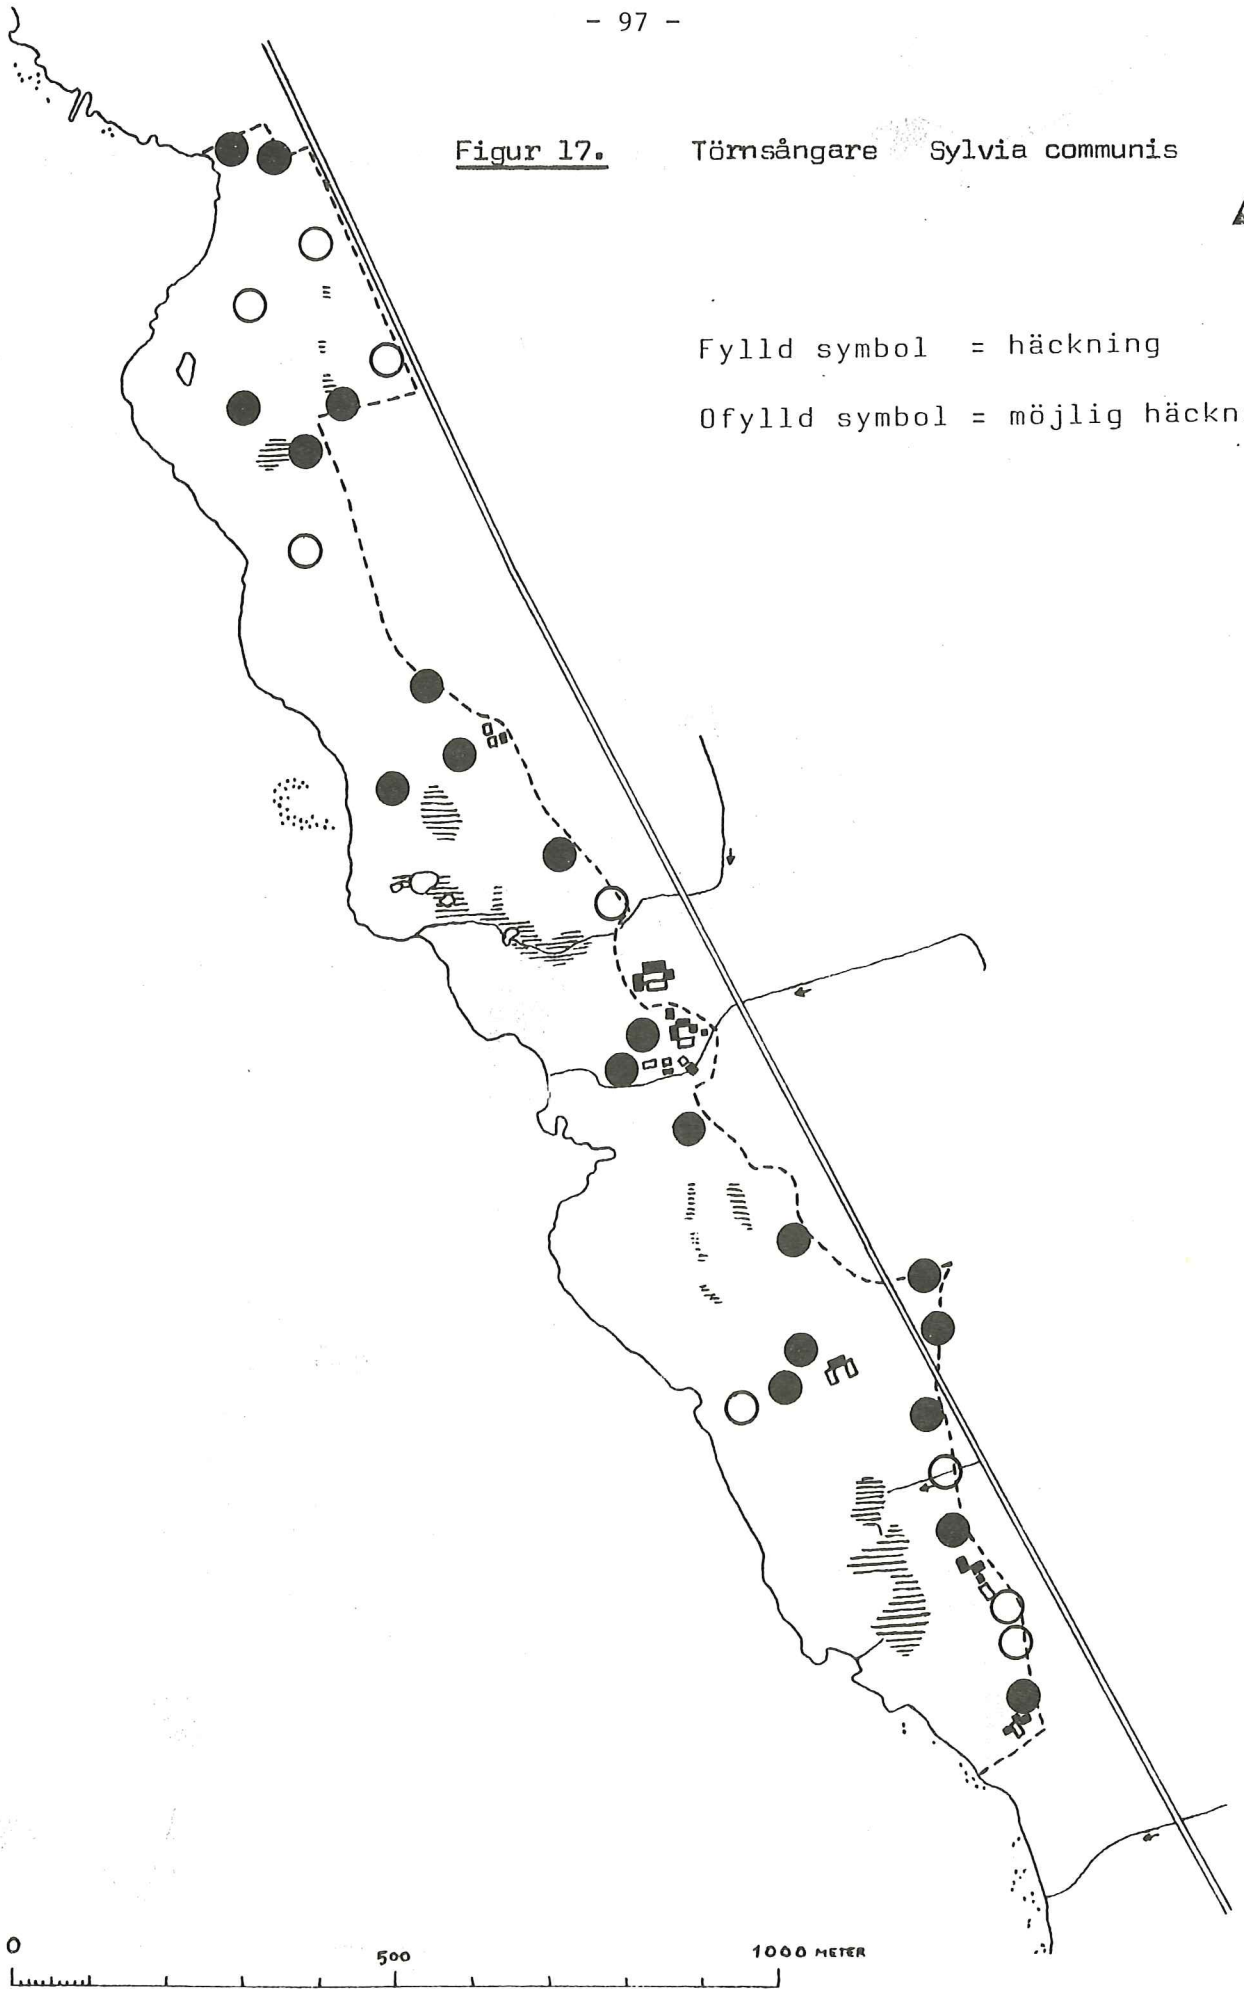 - 97 -
Figur 17. Törnsångare Sylvia communis
Fylld symbol = häckning
Ofylld symbol = möjlig häckn
0 500 1000 METER